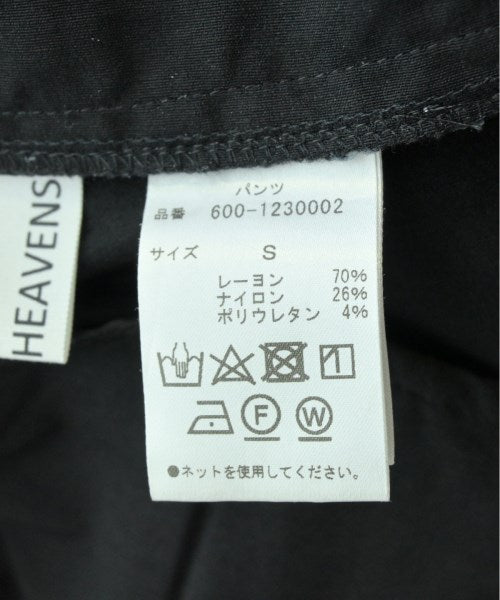 HEAVENS
パンツ
品番 600-1230002
サイズ S
レーヨン 70%
ナイロン 26%
ポリウレタン 4%
F W
●ネットを使用してください。